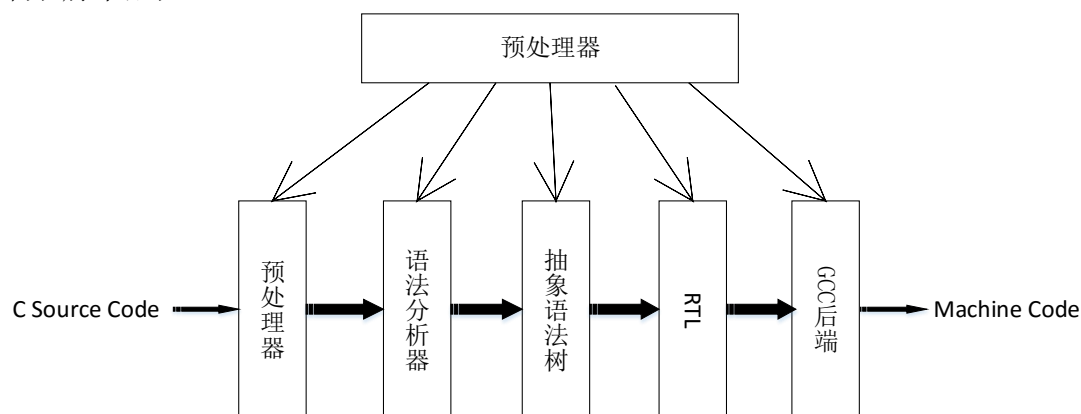 预处理器
C Source Code
预处理器
语法分析器
抽象语法树
RTL
GCC后端
Machine Code